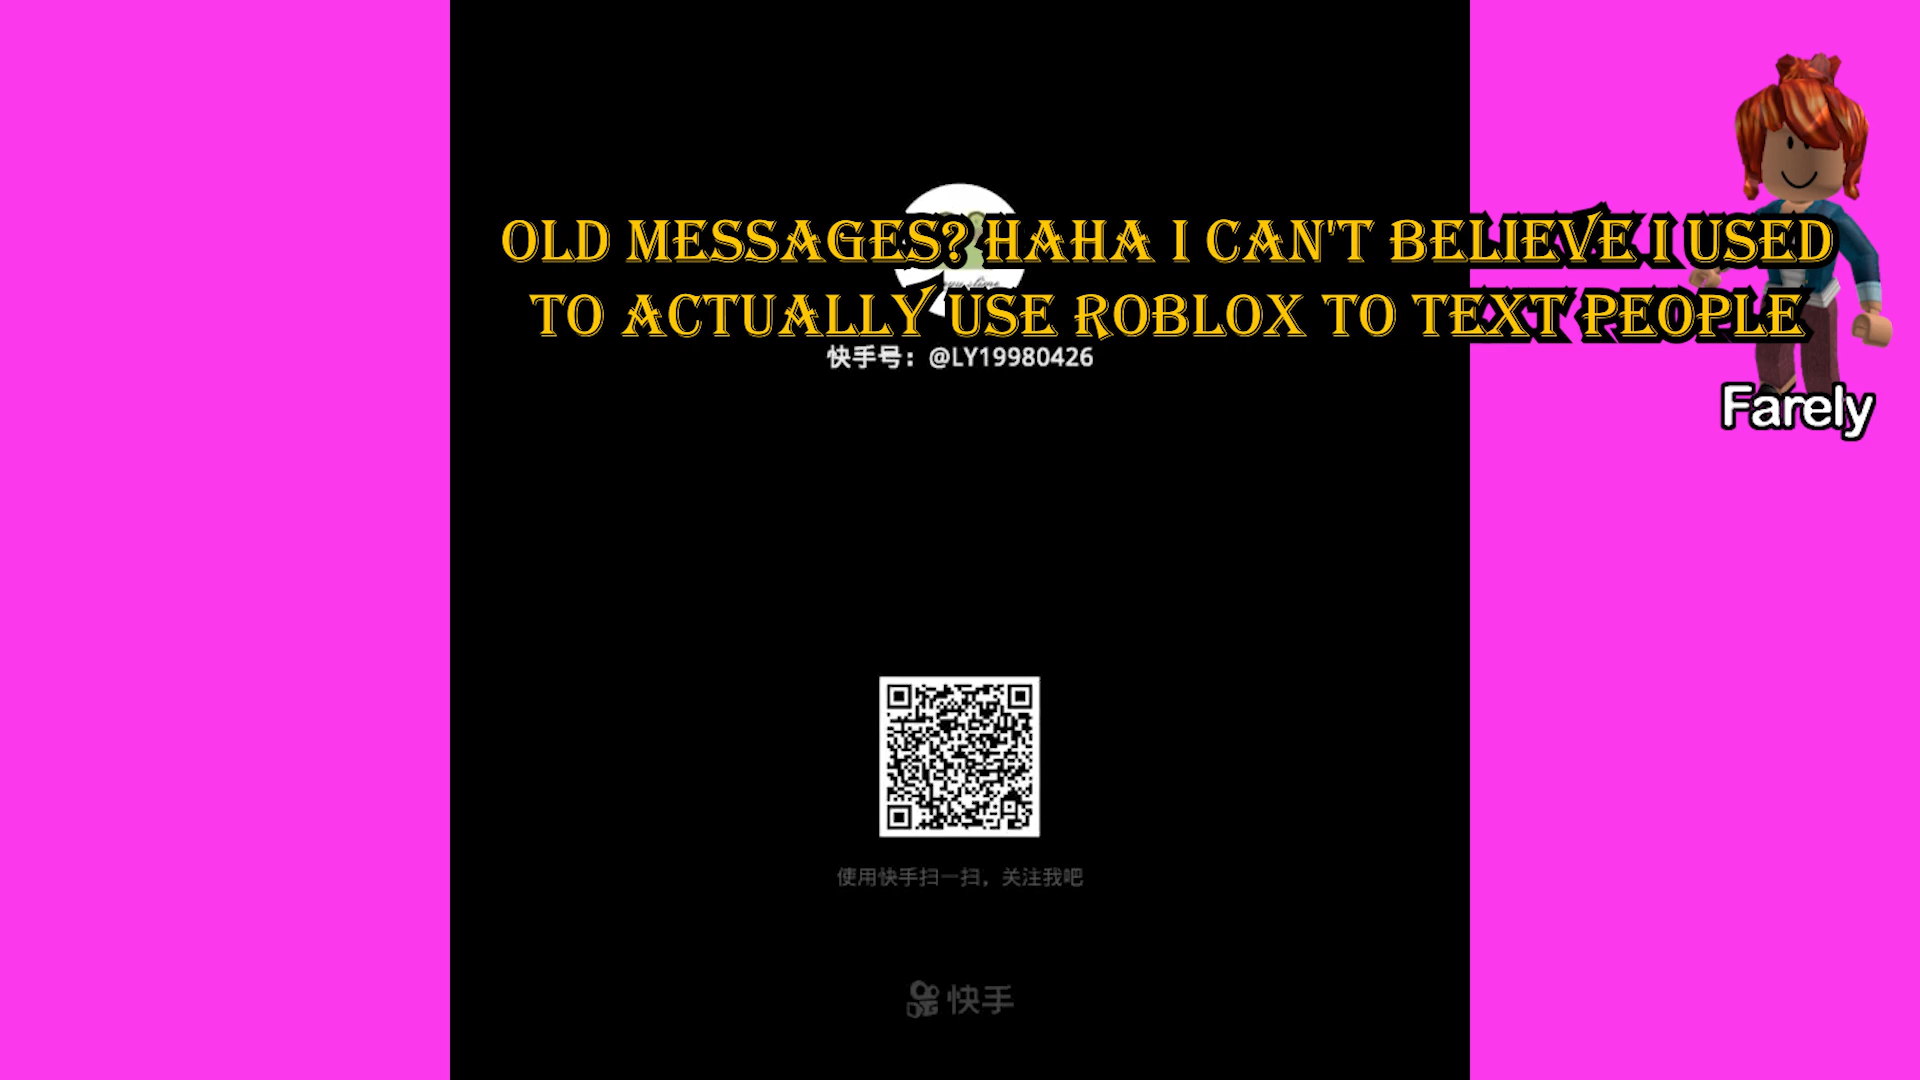 OLD MESSAGES? HAHA I CAN'T BELIEVE I USED
TO ACTUALLY USE ROBLOX TO TEXT PEOPLE
快手号：@LY19980426
Farely
使用快手扫一扫，关注我吧
快手